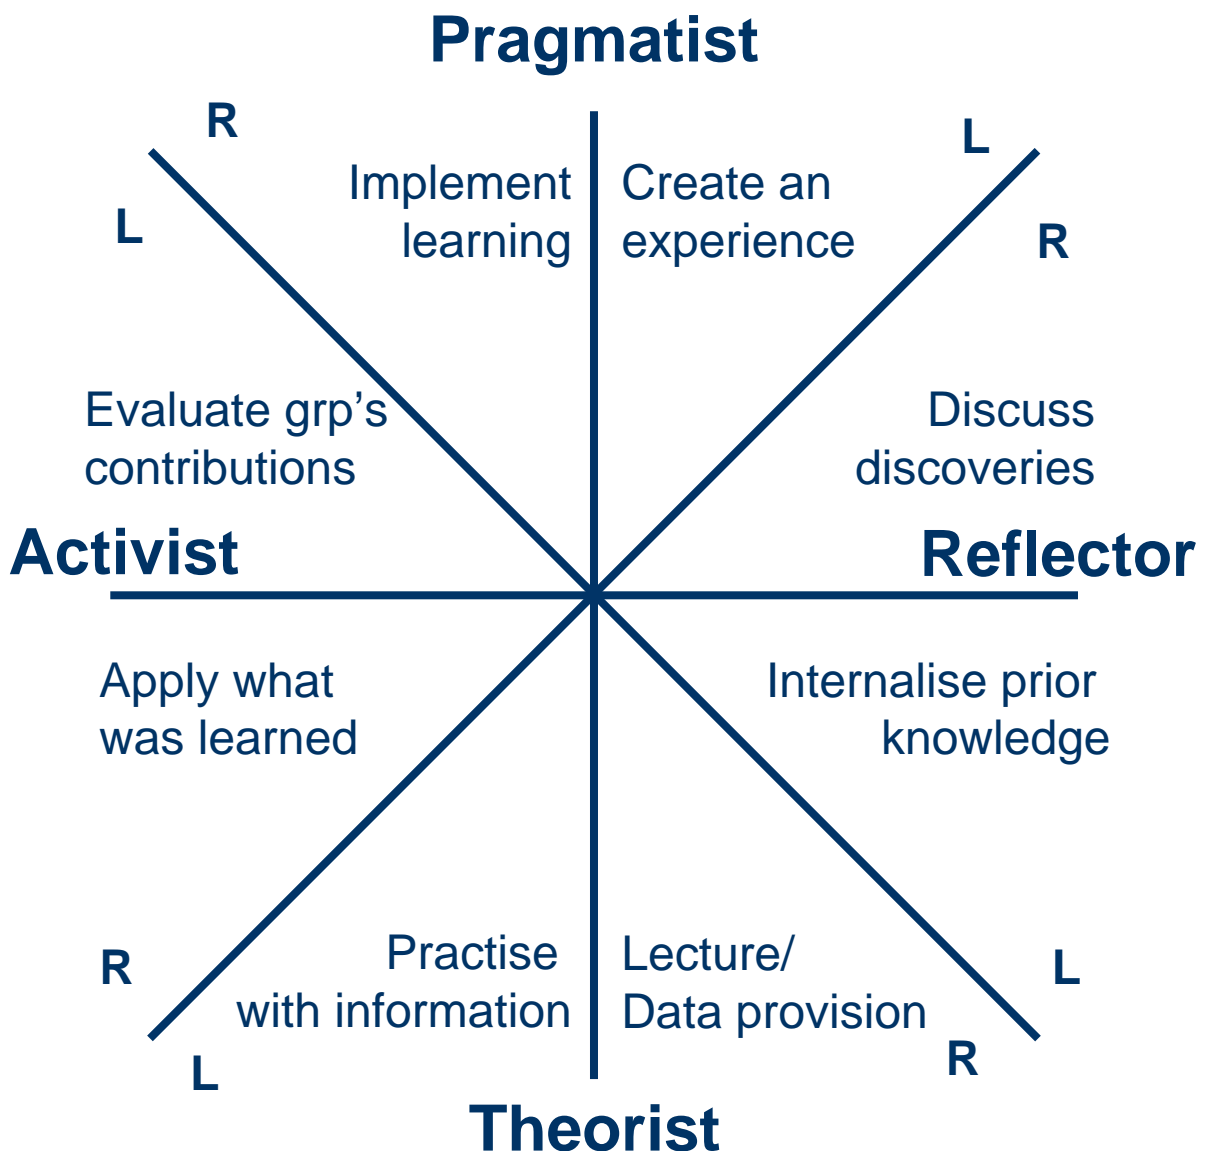 Pragmatist
R
L
Implement
learning
Create an
experience
L
R
Evaluate grp’s
contributions
Discuss
discoveries
Activist
Reflector
Apply what
was learned
Internalise prior
knowledge
R
L
Practise
with information
Lecture/
Data provision
L
R
Theorist